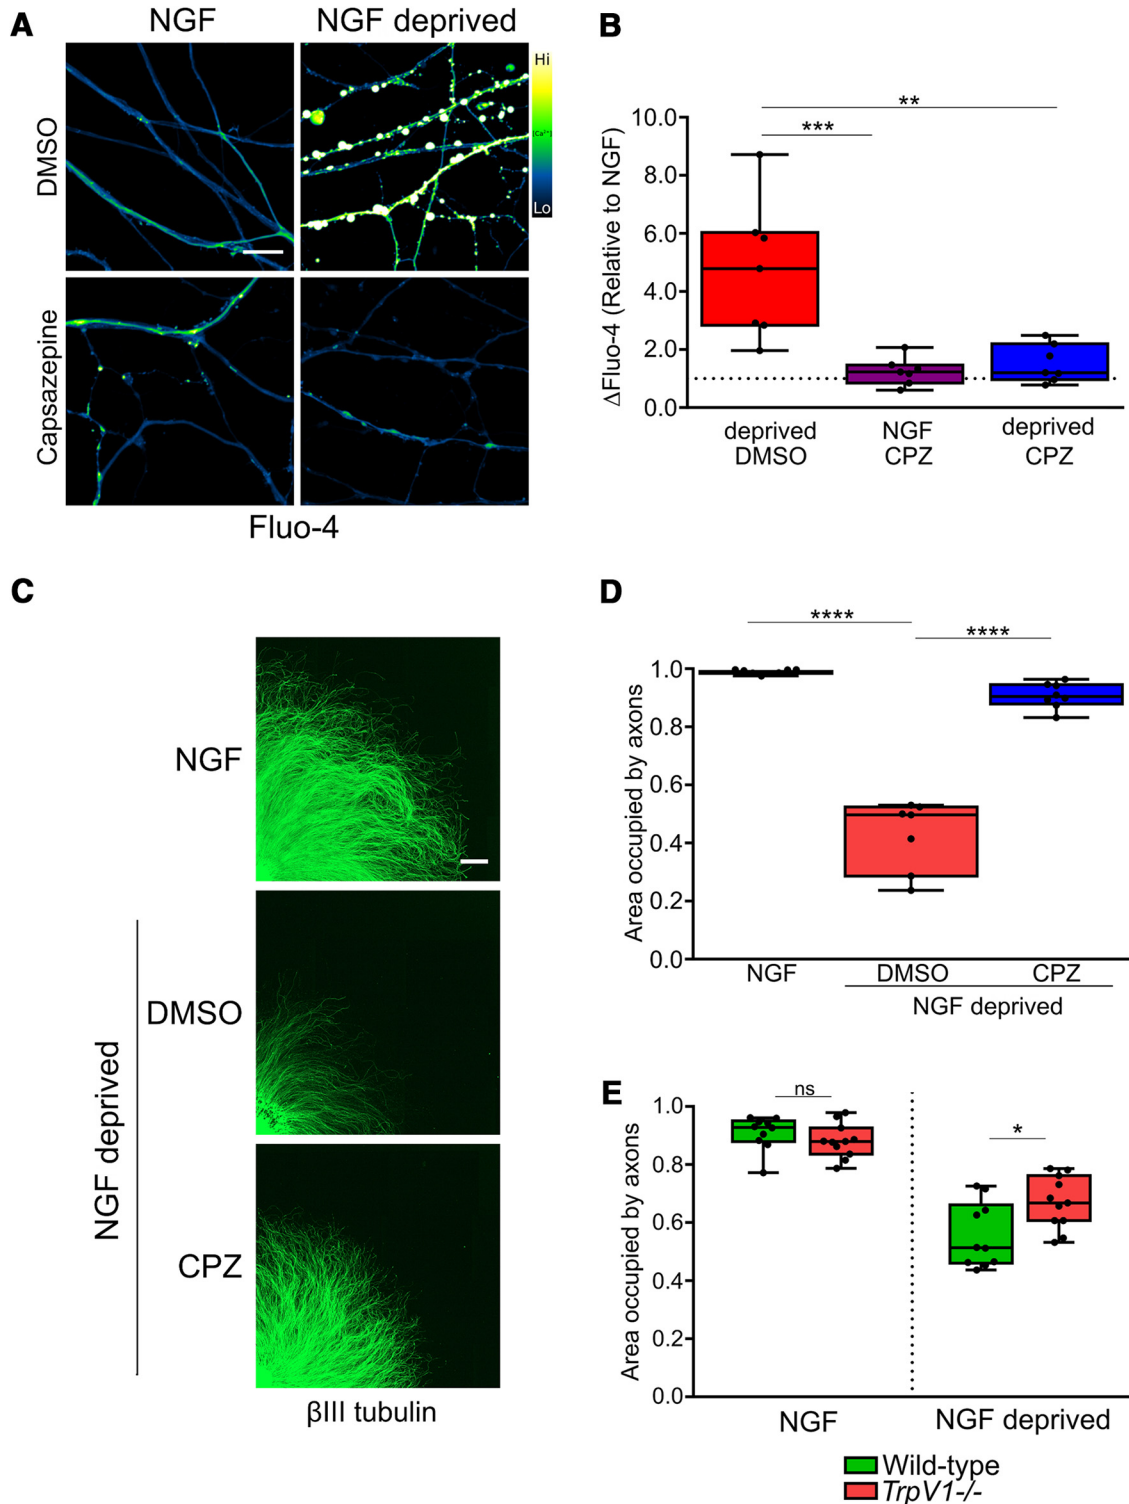 A
NGF
NGF deprived
DMSO
Capsazepine
Hi
[Ca²⁺]
Lo
Fluo-4
B
ΔFluo-4 (Relative to NGF)
10.0
8.0
6.0
4.0
2.0
0.0
**
***
deprived
DMSO
NGF
CPZ
deprived
CPZ
C
NGF
NGF deprived
DMSO
CPZ
βIII tubulin
D
Area occupied by axons
1.0
0.8
0.6
0.4
0.2
0.0
****
****
NGF
DMSO
CPZ
NGF deprived
E
Area occupied by axons
1.0
0.8
0.6
0.4
0.2
0.0
ns
*
NGF
NGF deprived
Wild-type
TrpV1-/-